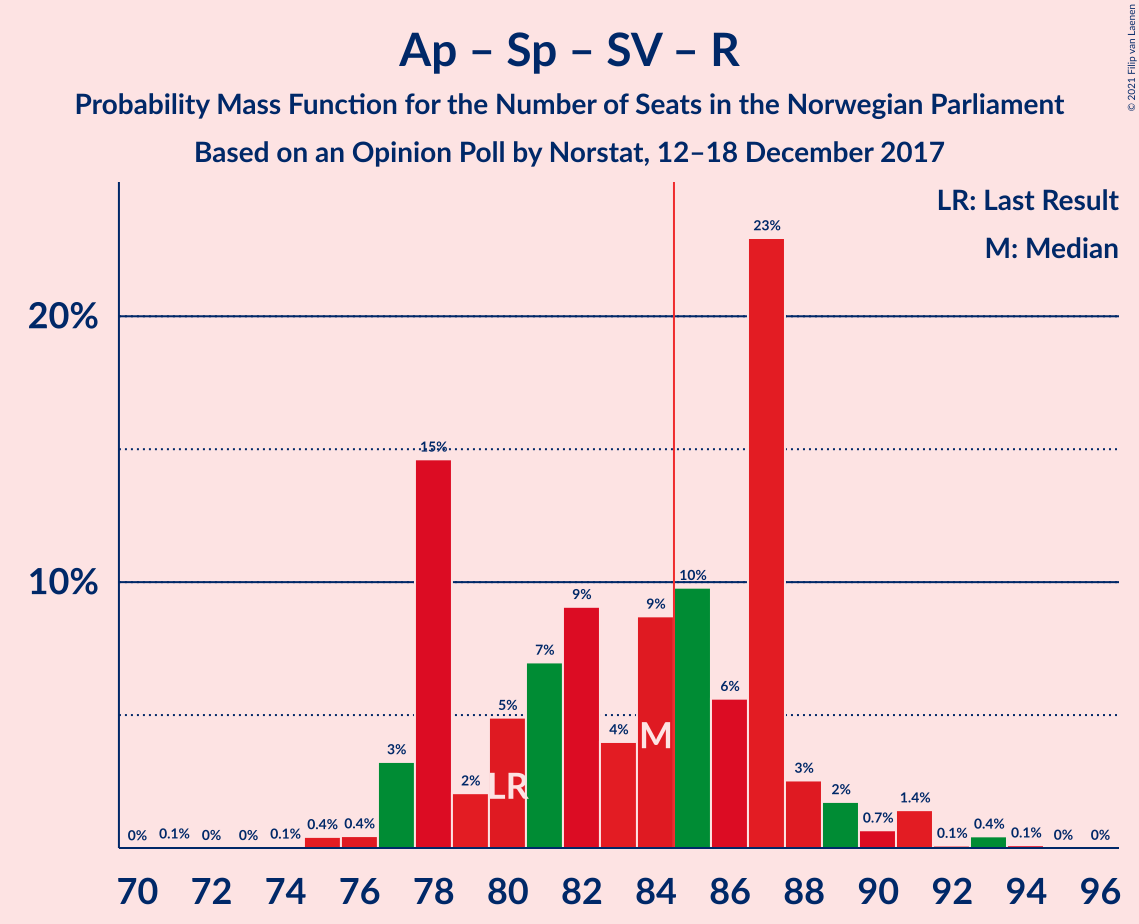 Ap – Sp – SV – R
Probability Mass Function for the Number of Seats in the Norwegian Parliament
Based on an Opinion Poll by Norstat, 12–18 December 2017
© 2021 Filip van Laenen
LR: Last Result
M: Median
20%
10%
0% 0.1% 0% 0% 0.1% 0.4% 0.4% 3% 15% 2% 5% 7% 9% 4% 9% 10% 6% 23% 3% 2% 0.7% 1.4% 0.1% 0.4% 0.1% 0% 0%
LR M
70 72 74 76 78 80 82 84 86 88 90 92 94 96